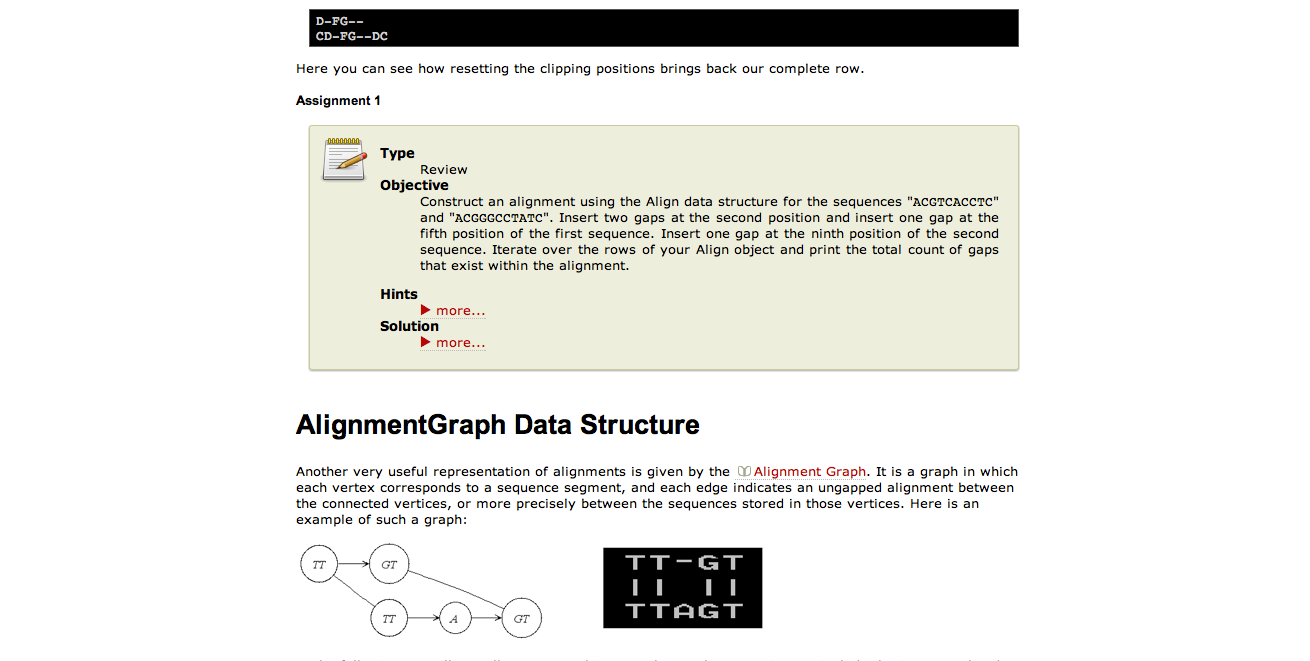 D-FG--
CD-FG--DC
Here you can see how resetting the clipping positions brings back our complete row.
Assignment 1
Type
Review
Objective
Construct an alignment using the Align data structure for the sequences "ACGTCACCTC"
and "ACGGGCCTATC". Insert two gaps at the second position and insert one gap at the
fifth position of the first sequence. Insert one gap at the ninth position of the second
sequence. Iterate over the rows of your Align object and print the total count of gaps
that exist within the alignment.
Hints
more...
Solution
more...
AlignmentGraph Data Structure
Another very useful representation of alignments is given by the Alignment Graph. It is a graph in which
each vertex corresponds to a sequence segment, and each edge indicates an ungapped alignment between
the connected vertices, or more precisely between the sequences stored in those vertices. Here is an
example of such a graph:
TT GT
TT A GT
TT-GT
|| ||
TTAGT